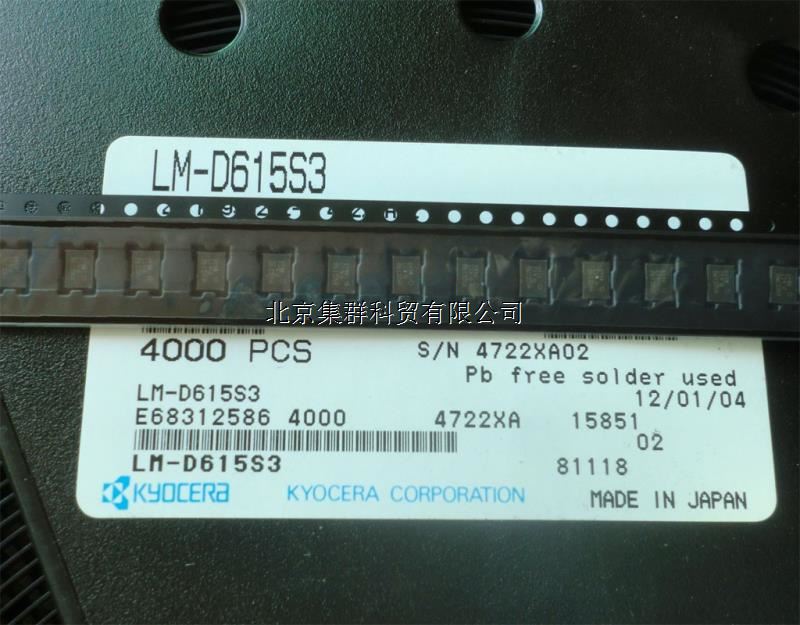 LM-D615S3
北京集群科贸有限公司
4000 PCS S/N 4722XA02
Pb free solder used
LM-D615S3 12/01/04
E68312586 4000 4722XA 15851
02
LM-D615S3 81118
KYOCERA KYOCERA CORPORATION MADE IN JAPAN